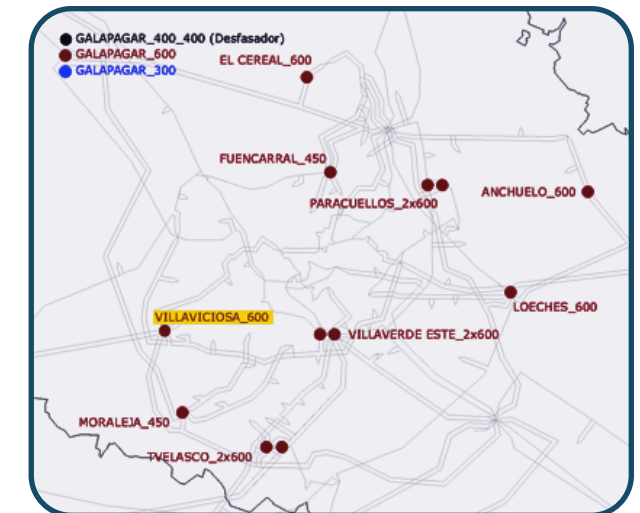 GALAPAGAR_400_400 (Desfasador)
GALAPAGAR_600
GALAPAGAR_300
EL CEREAL_600
FUENCARRAL_450
PARACUELLOS_2x600
ANCHUELO_600
LOECHES_600
VILLAVICIOSA_600
VILLAVERDE ESTE_2x600
MORALEJA_450
TVELASCO_2x600